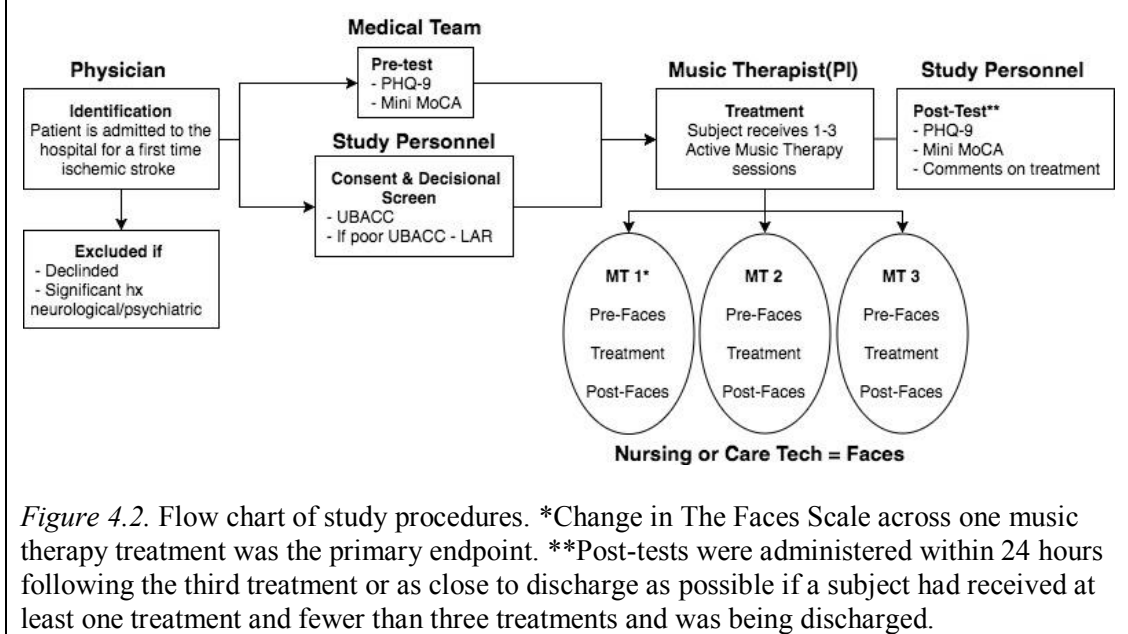 Physician
Identification
Patient is admitted to the
hospital for a first time
ischemic stroke
Excluded if
- Declinded
- Significant hx
neurological/psychiatric
Medical Team
Pre-test
- PHQ-9
- Mini MoCA
Study Personnel
Consent & Decisional
Screen
- UBACC
- If poor UBACC - LAR
Music Therapist(PI)
Treatment
Subject receives 1-3
Active Music Therapy
sessions
Study Personnel
Post-Test**
- PHQ-9
- Mini MoCA
- Comments on treatment
MT 1*
Pre-Faces
Treatment
Post-Faces
MT 2
Pre-Faces
Treatment
Post-Faces
MT 3
Pre-Faces
Treatment
Post-Faces
Nursing or Care Tech = Faces
Figure 4.2. Flow chart of study procedures. *Change in The Faces Scale across one music
therapy treatment was the primary endpoint. **Post-tests were administered within 24 hours
following the third treatment or as close to discharge as possible if a subject had received at
least one treatment and fewer than three treatments and was being discharged.